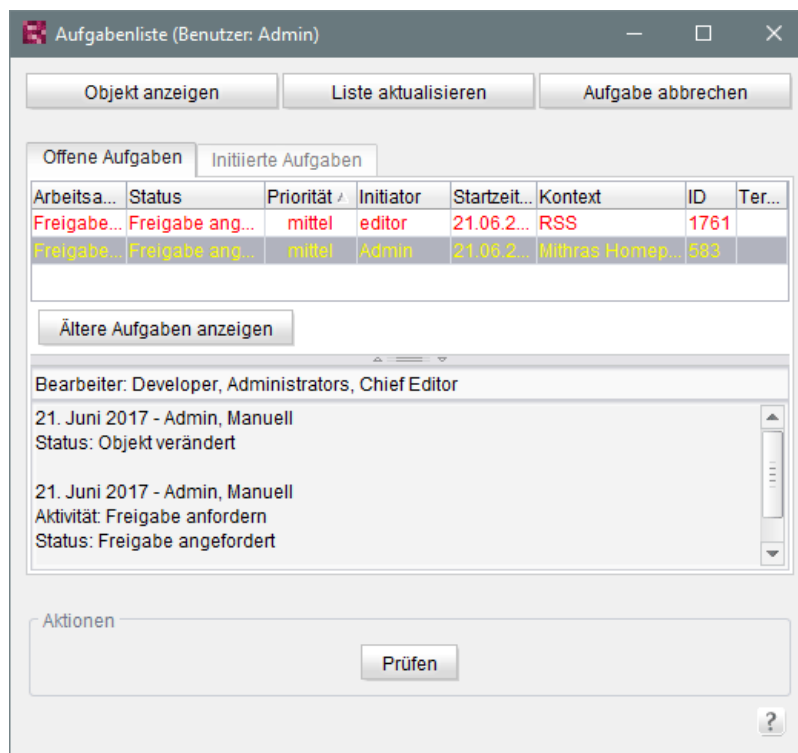 Aufgabenliste (Benutzer: Admin)
Objekt anzeigen Liste aktualisieren Aufgabe abbrechen
Offene Aufgaben Initiierte Aufgaben
Arbeitsa... Status Priorität Initiator Startzeit... Kontext ID Ter...
Freigabe... Freigabe ang... mittel editor 21.06.2... RSS 1761
Freigabe... Freigabe ang... mittel Admin 21.06.2... Mithras Homep... 583
Ältere Aufgaben anzeigen
Bearbeiter: Developer, Administrators, Chief Editor
21. Juni 2017 - Admin, Manuell
Status: Objekt verändert
21. Juni 2017 - Admin, Manuell
Aktivität: Freigabe anfordern
Status: Freigabe angefordert
Aktionen
Prüfen
?